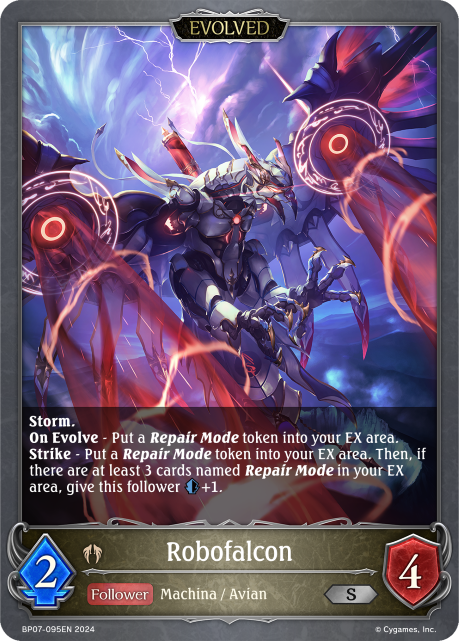 EVOLVED
Storm.
On Evolve - Put a Repair Mode token into your EX area.
Strike - Put a Repair Mode token into your EX area. Then, if
there are at least 3 cards named Repair Mode in your EX
area, give this follower +1.
Robofalcon
2
Follower Machina / Avian S
4
BP07-095EN 2024 © Cygames, Inc.